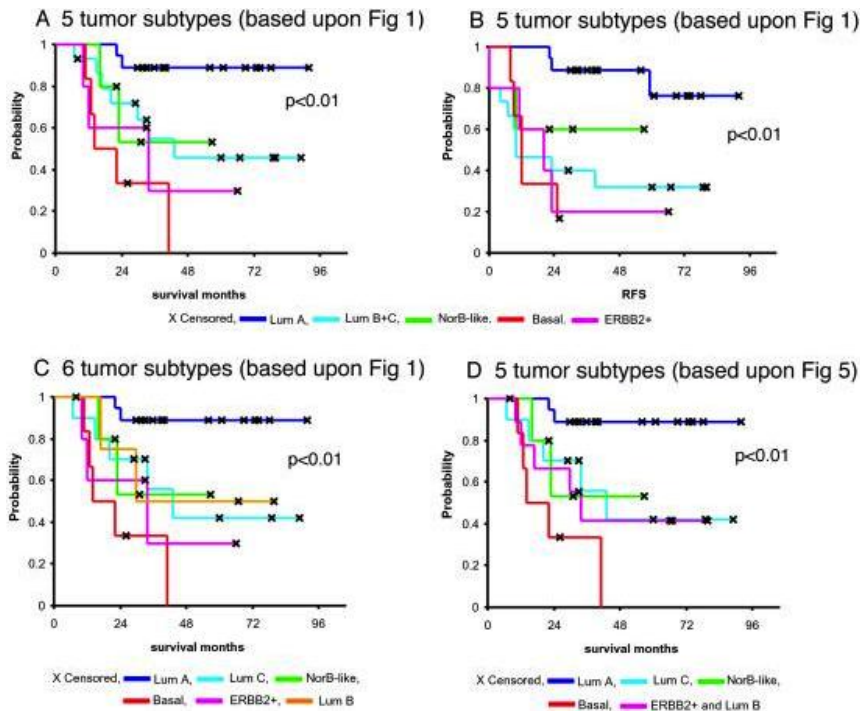 A 5 tumor subtypes (based upon Fig 1)
1
0.8
0.6
0.4
0.2
0
Probability
p<0.01
0 24 48 72 96
survival months
B 5 tumor subtypes (based upon Fig 1)
1
0.8
0.6
0.4
0.2
0
Probability
p<0.01
0 24 48 72 96
RFS
X Censored, Lum A, Lum B+C, NorB-like, Basal, ERBB2+
C 6 tumor subtypes (based upon Fig 1)
1
0.8
0.6
0.4
0.2
0
Probability
p<0.01
0 24 48 72 96
survival months
X Censored, Lum A, Lum C, NorB-like,
Basal, ERBB2+, Lum B
D 5 tumor subtypes (based upon Fig 5)
1
0.8
0.6
0.4
0.2
0
Probability
p<0.01
0 24 48 72 96
survival months
X Censored, Lum A, Lum C, NorB-like,
Basal, ERBB2+ and Lum B